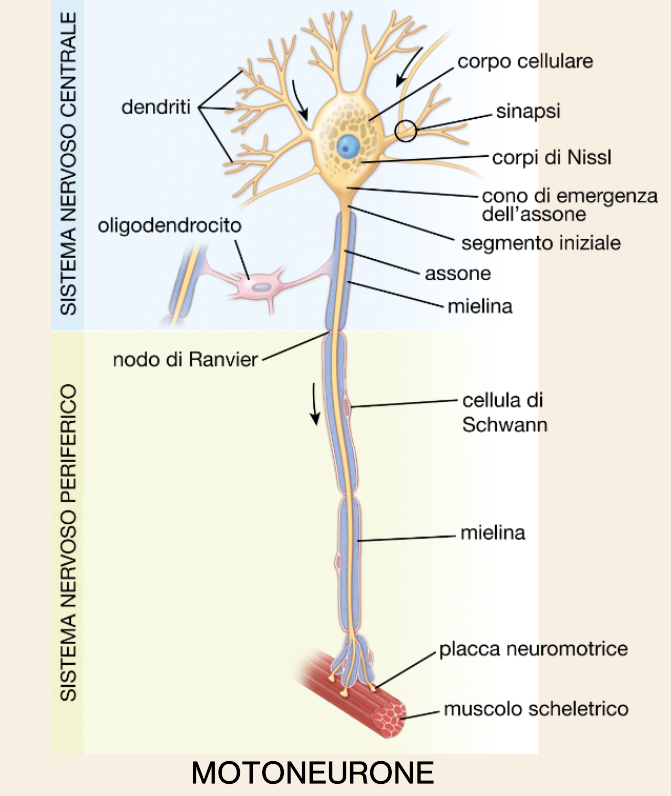 SISTEMA NERVOSO CENTRALE
corpo cellulare
dendriti
sinapsi
corpi di Nissl
cono di emergenza
dell'assone
oligodendrocito
segmento iniziale
assone
mielina
nodo di Ranvier
SISTEMA NERVOSO PERIFERICO
cellula di
Schwann
mielina
placca neuromotrice
muscolo scheletrico
MOTONEURONE